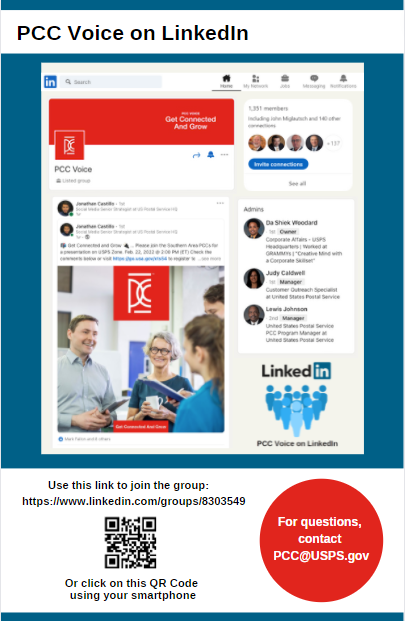 PCC Voice on LinkedIn
in
Search
Home
My Network
Jobs
Messaging
Notifications
PCC VOICE
Get Connected
And Grow
PCC Voice
Listed group
1,351 members
Including John Miglautsch and 140 other
connections
+137
Invite connections
See all
Jonathan Castillo · 1st
Social Media Senior Strategist at US Postal Service HQ
1yr
Jonathan Castillo · 1st
Social Media Senior Strategist at US Postal Service HQ
1yr
Get Connected and Grow ... Please join the Southern Area PCCs for
a presentation on USPS Zone. Feb. 22, 2022 @ 2:00 PM (ET) Check the
comments below or visit to register to ...see more
Get Connected And Grow
Admins
Da Shiek Woodard
· 1st Owner
Corporate Affairs - USPS
Headquarters | Worked at
GRAMMY | "Creative Mind with
a Corporate Skillset"
Judy Caldwell
· 1st Manager
Customer Outreach Specialist
at United States Postal Service
Lewis Johnson
· 2nd Manager
United States Postal Service
PCC Program Manager at
United States Postal Service
Linked in
PCC Voice on LinkedIn
Use this link to join the group:
https://www.linkedin.com/groups/8303549
Or click on this QR Code
using your smartphone
For questions,
contact
PCC@USPS.gov